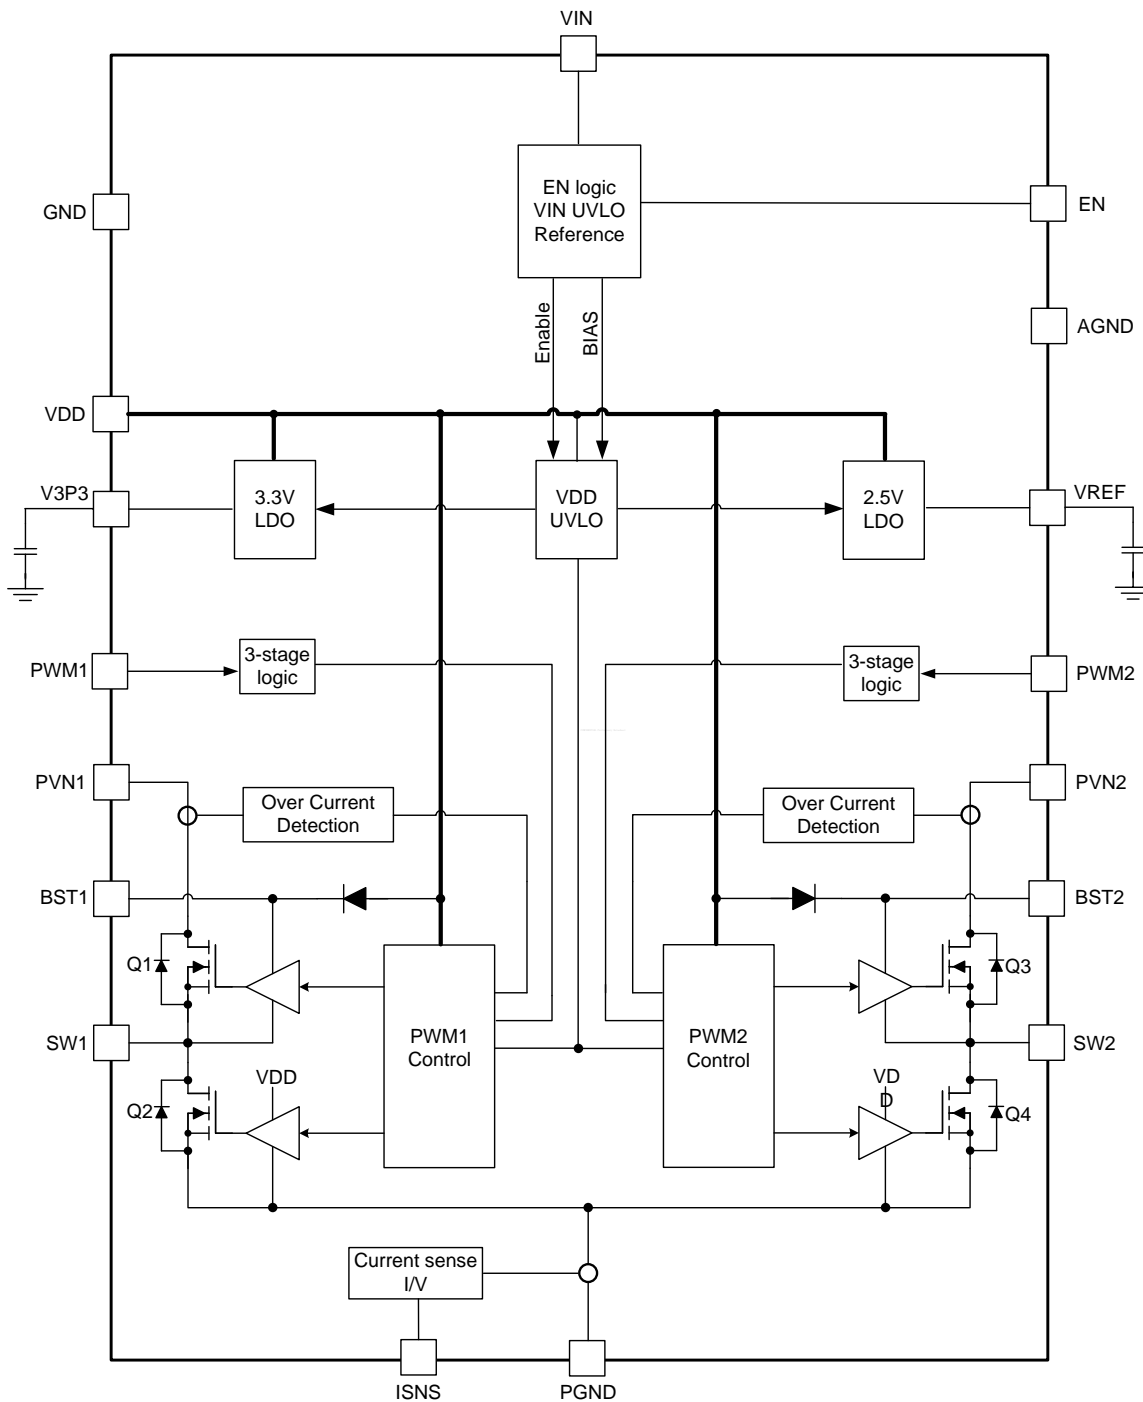 VIN
EN logic
VIN UVLO
Reference
GND
EN
Enable
BIAS
AGND
VDD
V3P3
3.3V
LDO
VDD
UVLO
2.5V
LDO
VREF
PWM1
3-stage
logic
3-stage
logic
PWM2
PVN1
Over Current
Detection
Over Current
Detection
PVN2
BST1
BST2
Q1
Q3
SW1
PWM1
Control
PWM2
Control
SW2
VDD
VD
D
Q2
Q4
Current sense
I/V
ISNS
PGND